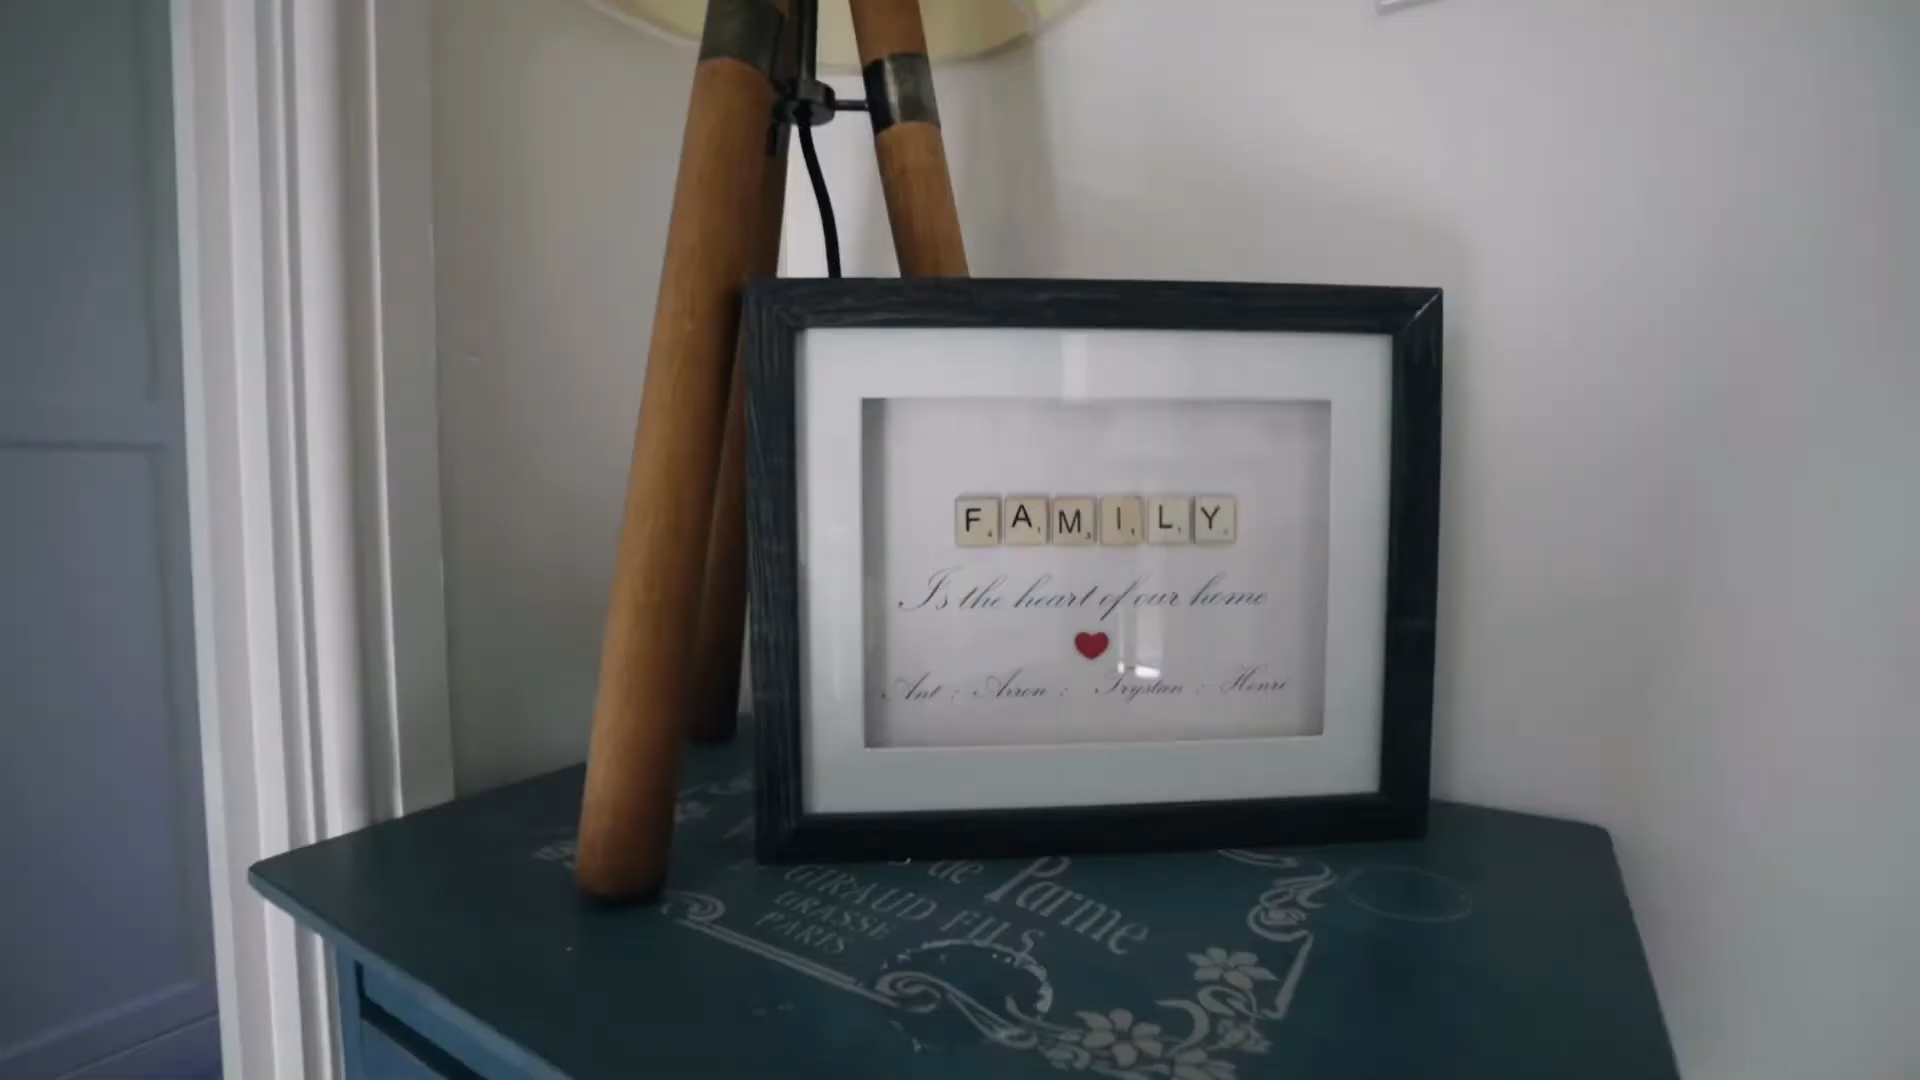 FAMILY
Is the heart of our home
Ant : Arron : Trystan : Henri
de Parme
GIRAUD FILS
GRASSE
PARIS